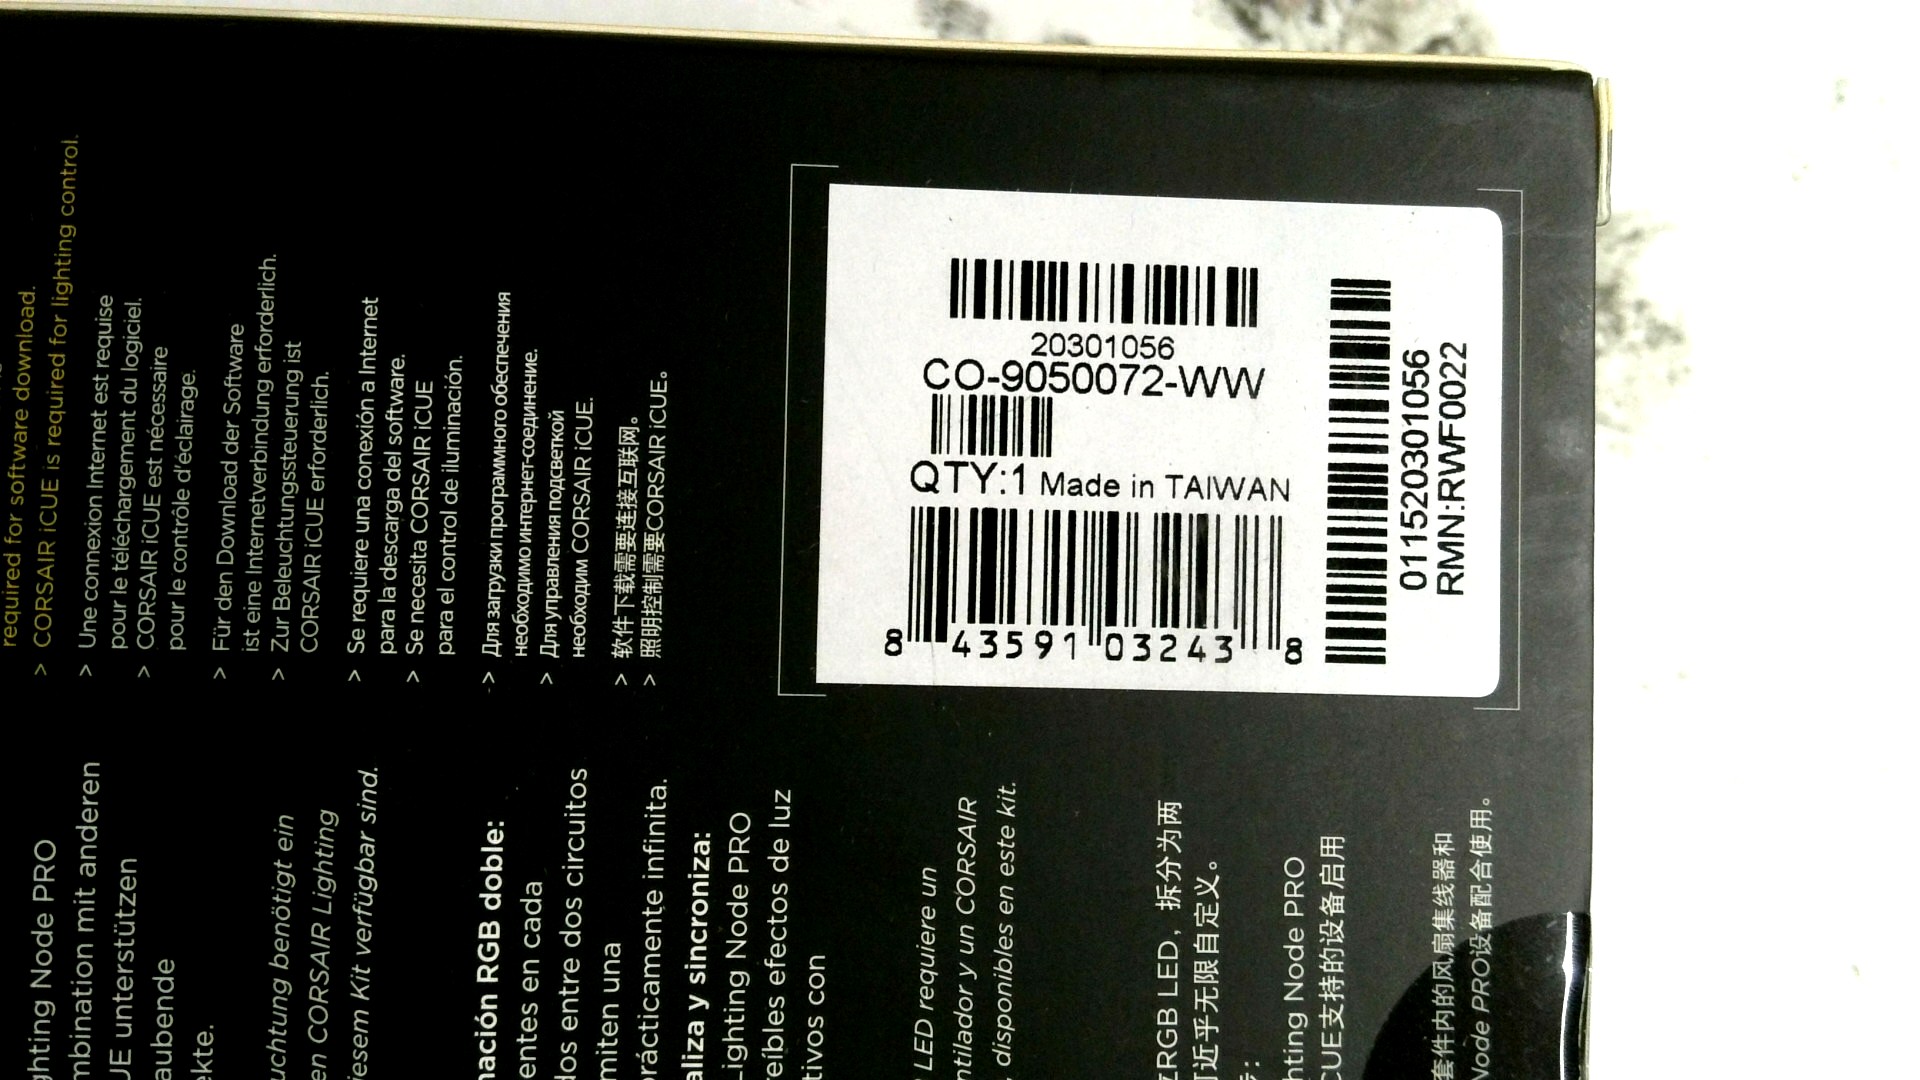 20301056
CO-9050072-WW
QTY:1 Made in TAIWAN
8 43591 03243 8
01152030 1056
RMN:RWF0022
required for software download.
> CORSAIR iCUE is required for lighting control.
> Une connexion Internet est requise
pour le téléchargement du logiciel.
> CORSAIR iCUE est nécessaire
pour le contrôle d'éclairage.
> Für den Download der Software
ist eine Internetverbindung erforderlich.
> Zur Beleuchtungssteuerung ist
CORSAIR iCUE erforderlich.
> Se requiere una conexión a Internet
para la descarga del software.
> Se necesita CORSAIR iCUE
para el control de iluminación.
> Для загрузки программного обеспечения
необходимо интернет-соединение.
> Для управления подсветкой
необходим CORSAIR iCUE.
> 软件下载需要连接互联网。
> 照明控制需要CORSAIR iCUE。
ghting Node PRO
mbination mit anderen
UE unterstützen
aubende
ekte.
uchtung benötigt ein
en CORSAIR Lighting
iesem Kit verfügbar sind.
nación RGB doble:
entes en cada
dos entre dos circuitos
miten una
prácticamente infinita.
aliza y sincroniza:
Lighting Node PRO
reíbles efectos de luz
tivos con
LED requiere un
ntilador y un CORSAIR
, disponibles en este kit.
RGB LED，拆分为两
可近乎无限自定义。
hting Node PRO
CUE支持的设备启用
套件内的风扇集线器和
Node PRO设备配合使用。